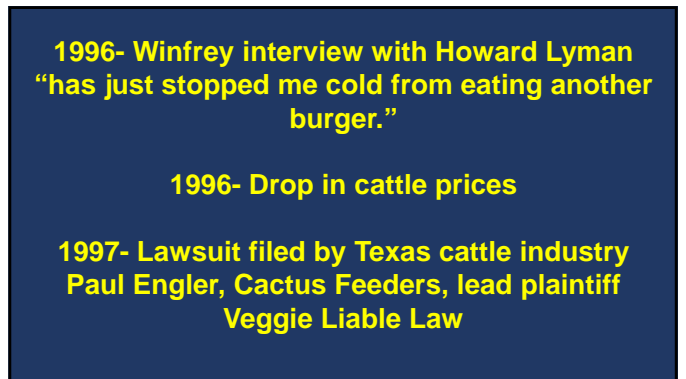 1996- Winfrey interview with Howard Lyman
“has just stopped me cold from eating another
burger.”
1996- Drop in cattle prices
1997- Lawsuit filed by Texas cattle industry
Paul Engler, Cactus Feeders, lead plaintiff
Veggie Liable Law